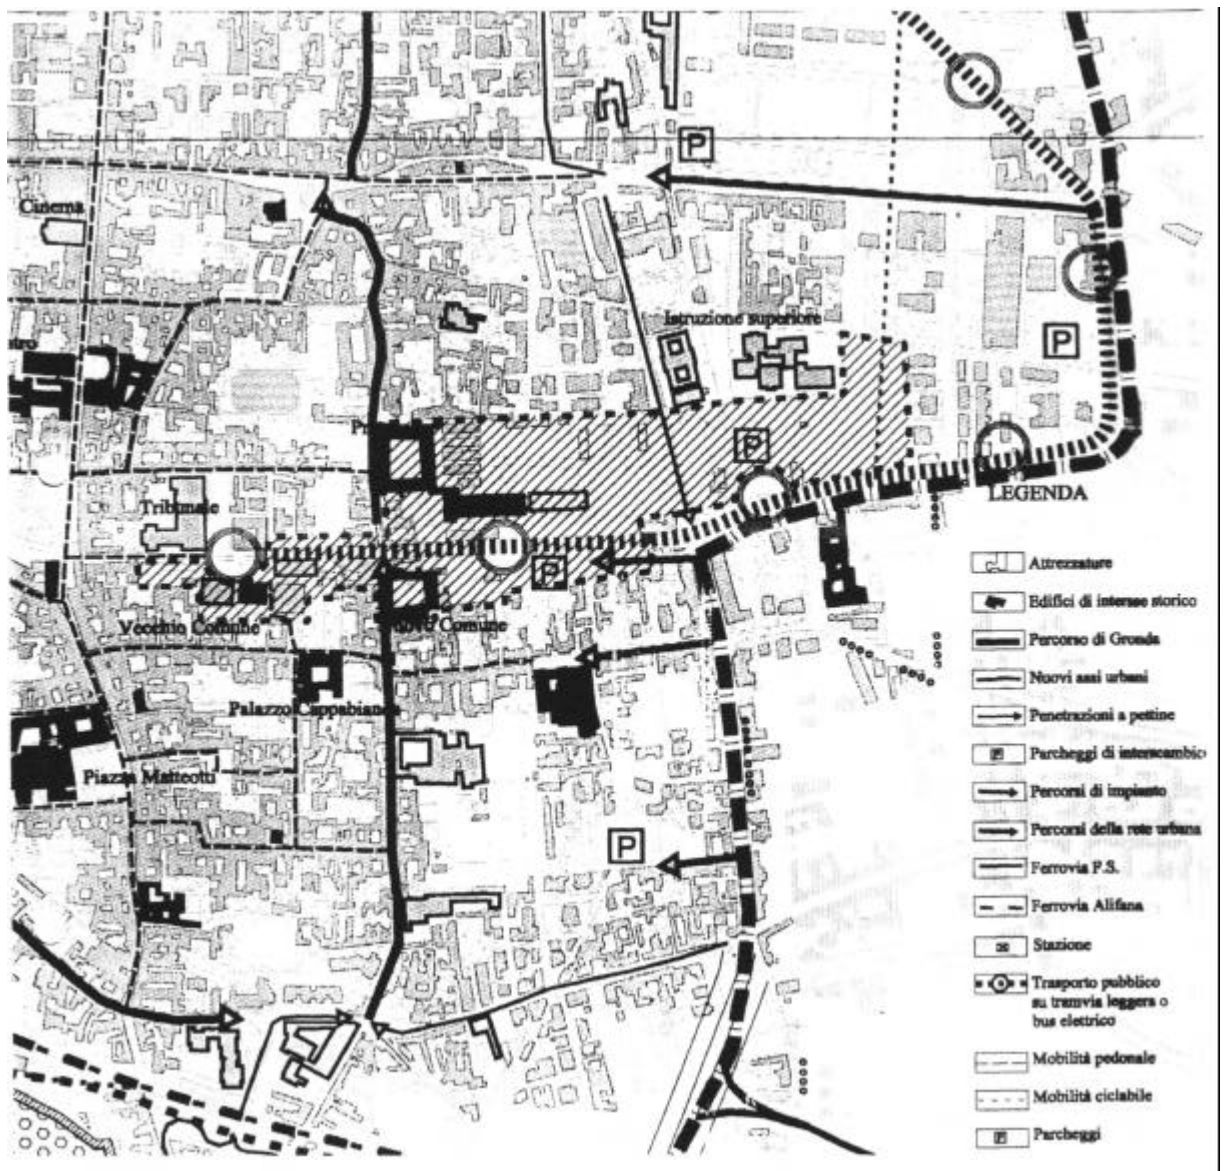 P
Cinema
Istruzione superiore
P
P
Tribunale
LEGENDA
P
Vecchio Comune
Comune
Palazzo Cappabianca
Piazza Matteotti
P
Attrezzature
Edifici di interesse storico
Percorso di Gronda
Nuovi assi urbani
Penetrazioni a pettine
P
Parcheggi di interscambio
Percorsi di impianto
Percorsi della rete urbana
Ferrovia F.S.
Ferrovia Alifana
Stazione
Trasporto pubblico
su tramvia leggera o
bus elettrico
Mobilità pedonale
Mobilità ciclabile
P
Parcheggi